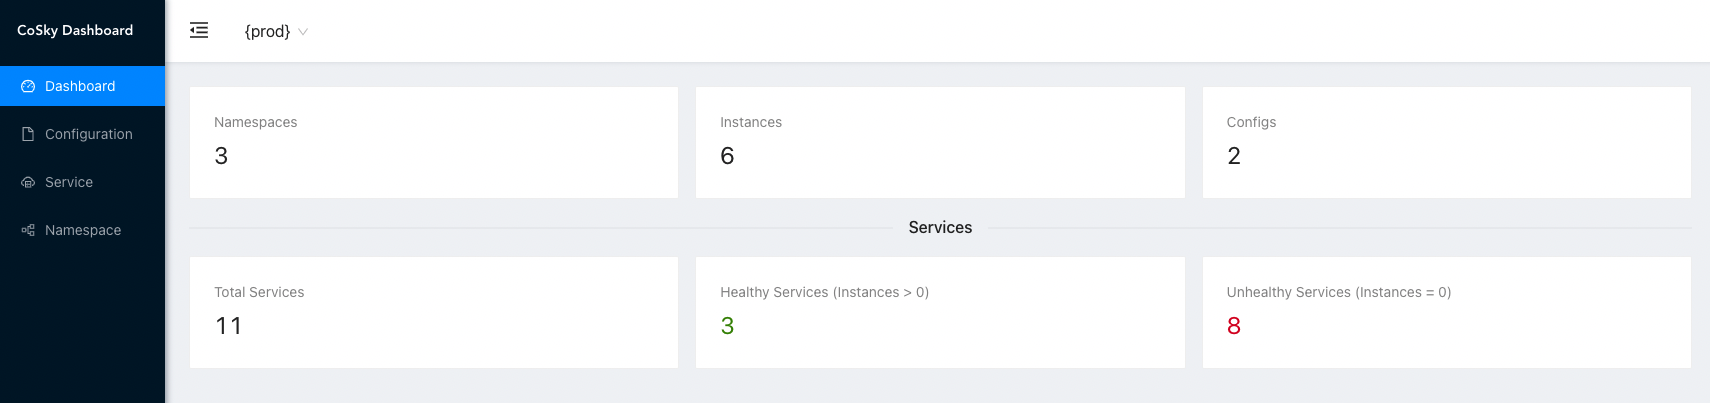 CoSky Dashboard
{prod}
Dashboard
Configuration
Service
Namespace
Namespaces
3
Instances
6
Configs
2
Services
Total Services
11
Healthy Services (Instances > 0)
3
Unhealthy Services (Instances = 0)
8